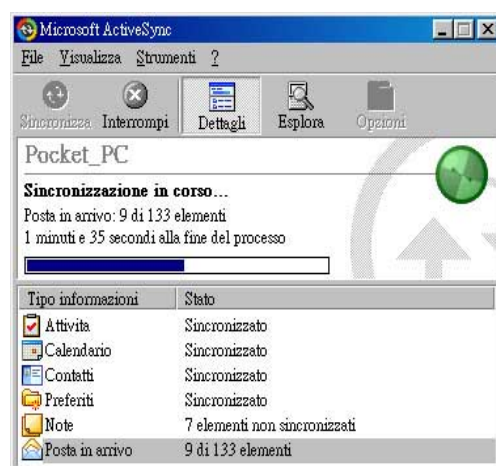 Microsoft ActiveSync
File Visualizza Strumenti ?
Sincronizza Interrompi Dettagli Esplora Opzioni
Pocket_PC
Sincronizzazione in corso...
Posta in arrivo: 9 di 133 elementi
1 minuti e 35 secondi alla fine del processo
Tipo informazioni Stato
Attivita Sincronizzato
Calendario Sincronizzato
Contatti Sincronizzato
Preferiti Sincronizzato
Note 7 elementi non sincronizzati
Posta in arrivo 9 di 133 elementi